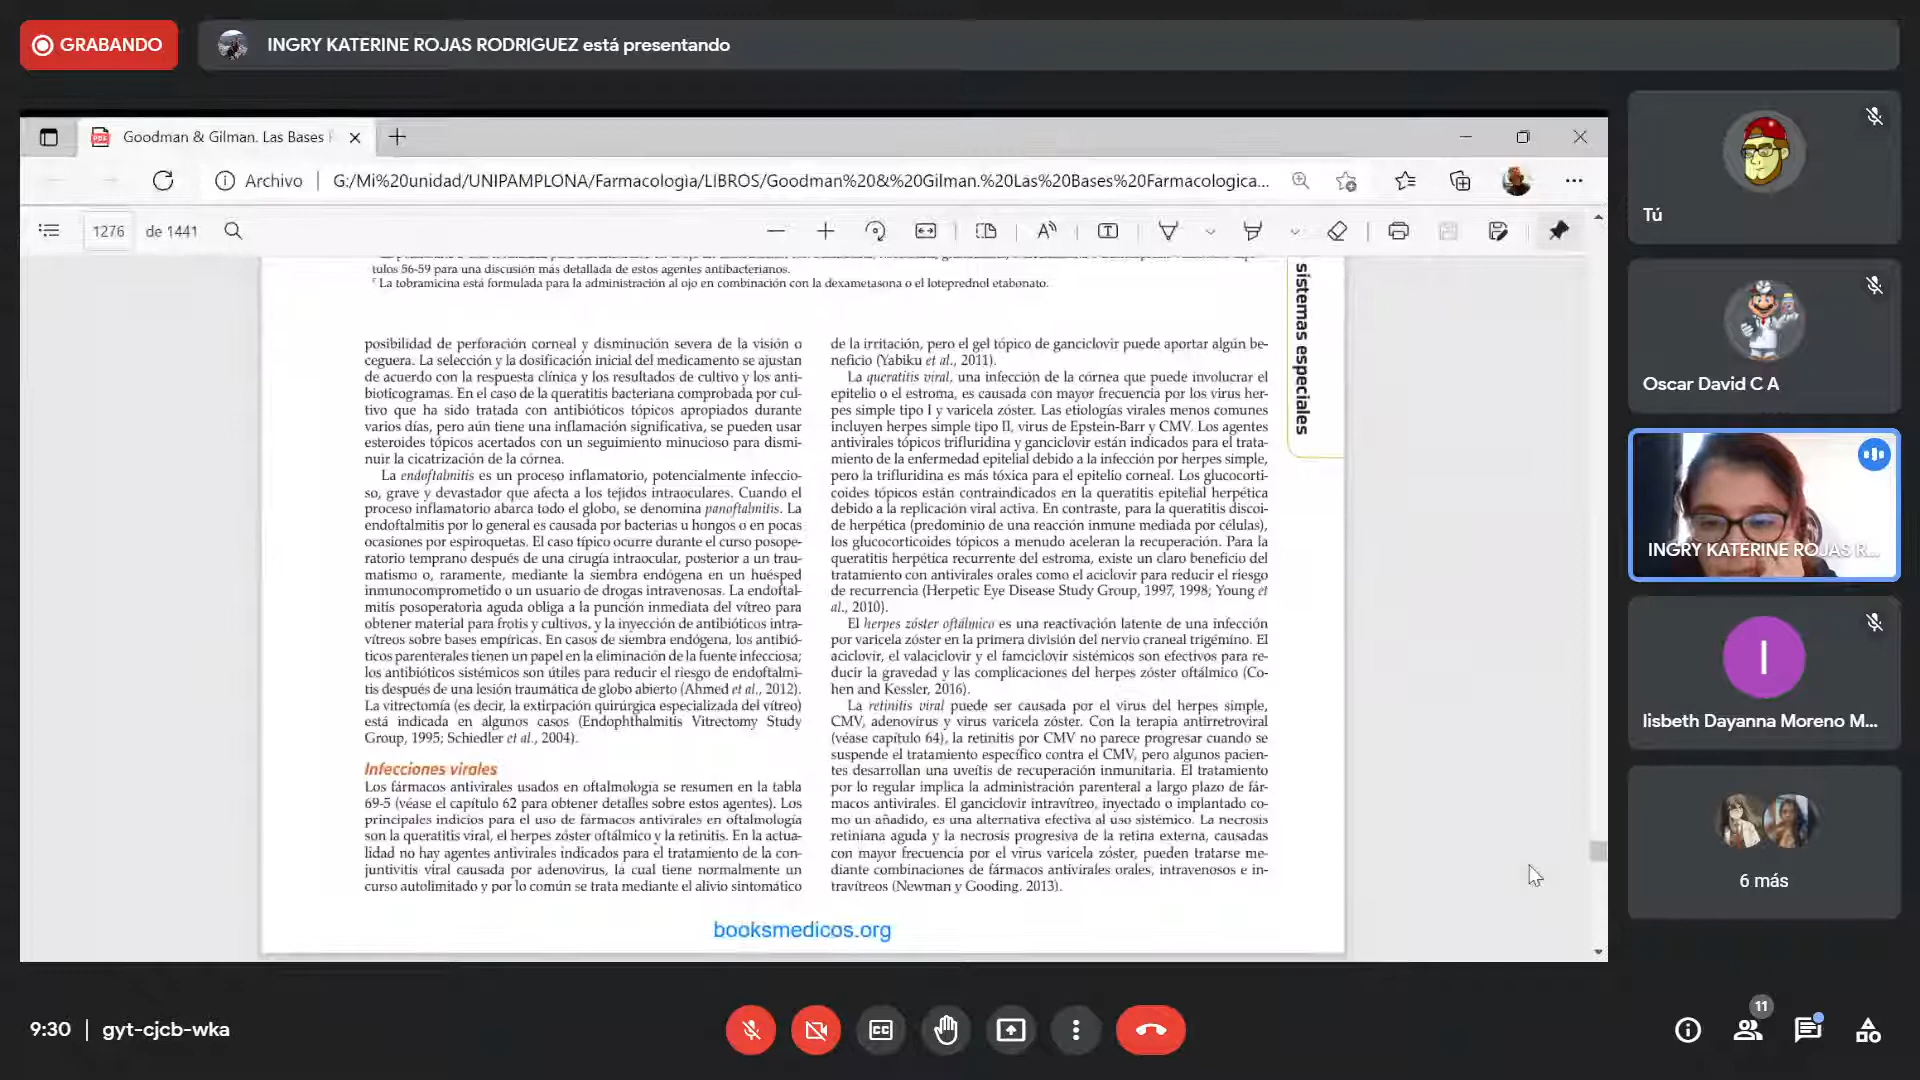 GRABANDO
INGRY KATERINE ROJAS RODRIGUEZ está presentando
Goodman & Gilman. Las Bases
Archivo
G:/Mi%20unidad/UNIPAMPLONA/Farmacologia/LIBROS/Goodman%20&%20Gilman.%20Las%20Bases%20Farmacologica...
1276 de 1441
tulos 56-59 para una discusión más detallada de estos agentes antibacterianos.
La tobramicina está formulada para la administración al ojo en combinación con la dexametasona o el loteprednol etabonato.
sistemas especiales
posibilidad de perforación corneal y disminución severa de la visión o
ceguera. La selección y la dosificación inicial del medicamento se ajustan
de acuerdo con la respuesta clínica y los resultados de cultivo y los anti-
bioticogramas. En el caso de la queratitis bacteriana comprobada por cul-
tivo que ha sido tratada con antibióticos tópicos apropiados durante
varios días, pero aún tiene una inflamación significativa, se pueden usar
esteroides tópicos acertados con un seguimiento minucioso para dismi-
nuir la cicatrización de la córnea.
La endoftalmitis es un proceso inflamatorio, potencialmente infeccio-
so, grave y devastador que afecta a los tejidos intraoculares. Cuando el
proceso inflamatorio abarca todo el globo, se denomina panoftalmitis. La
endoftalmitis por lo general es causada por bacterias u hongos o en pocas
ocasiones por espiroquetas. El caso típico ocurre durante el curso posope-
ratorio temprano después de una cirugía intraocular, posterior a un trau-
matismo o, raramente, mediante la siembra endógena en un huésped
inmunocomprometido o un usuario de drogas intravenosas. La endoftal-
mitis posoperatoria aguda obliga a la punción inmediata del vítreo para
obtener material para frotis y cultivos, y la inyección de antibióticos intra-
vítreos sobre bases empíricas. En casos de siembra endógena, los antibió-
ticos parenterales tienen un papel en la eliminación de la fuente infecciosa;
los antibióticos sistémicos son útiles para reducir el riesgo de endoftalmi-
tis después de una lesión traumática de globo abierto (Ahmed et al., 2012).
La vitrectomía (es decir, la extirpación quirúrgica especializada del vítreo)
está indicada en algunos casos (Endophthalmitis Vitrectomy Study
Group, 1995; Schiedler et al., 2004).
Infecciones virales
Los fármacos antivirales usados en oftalmología se resumen en la tabla
69-5 (véase el capítulo 62 para obtener detalles sobre estos agentes). Los
principales indicios para el uso de fármacos antivirales en oftalmología
son la queratitis viral, el herpes zóster oftálmico y la retinitis. En la actua-
lidad no hay agentes antivirales indicados para el tratamiento de la con-
juntivitis viral causada por adenovirus, la cual tiene normalmente un
curso autolimitado y por lo común se trata mediante el alivio sintomático
de la irritación, pero el gel tópico de ganciclovir puede aportar algún be-
neficio (Yabiku et al., 2011).
La queratitis viral, una infección de la córnea que puede involucrar el
epitelio o el estroma, es causada con mayor frecuencia por los virus her-
pes simple tipo I y varicela zóster. Las etiologías virales menos comunes
incluyen herpes simple tipo II, virus de Epstein-Barr y CMV. Los agentes
antivirales tópicos trifluridina y ganciclovir están indicados para el trata-
miento de la enfermedad epitelial debido a la infección por herpes simple,
pero la trifluridina es más tóxica para el epitelio corneal. Los glucocorti-
coides tópicos están contraindicados en la queratitis epitelial herpética
debido a la replicación viral activa. En contraste, para la queratitis discoi-
de herpética (predominio de una reacción inmune mediada por células),
los glucocorticoides tópicos a menudo aceleran la recuperación. Para la
queratitis herpética recurrente del estroma, existe un claro beneficio del
tratamiento con antivirales orales como el aciclovir para reducir el riesgo
de recurrencia (Herpetic Eye Disease Study Group, 1997, 1998; Young et
al., 2010).
El herpes zóster oftálmico es una reactivación latente de una infección
por varicela zóster en la primera división del nervio craneal trigémino. El
aciclovir, el valaciclovir y el famciclovir sistémicos son efectivos para re-
ducir la gravedad y las complicaciones del herpes zóster oftálmico (Co-
hen and Kessler, 2016).
La retinitis viral puede ser causada por el virus del herpes simple,
CMV, adenovirus y virus varicela zóster. Con la terapia antirretroviral
(véase capítulo 64), la retinitis por CMV no parece progresar cuando se
suspende el tratamiento específico contra el CMV, pero algunos pacien-
tes desarrollan una uveítis de recuperación inmunitaria. El tratamiento
por lo regular implica la administración parenteral a largo plazo de fár-
macos antivirales. El ganciclovir intravítreo, inyectado o implantado co-
mo un añadido, es una alternativa efectiva al uso sistémico. La necrosis
retiniana aguda y la necrosis progresiva de la retina externa, causadas
con mayor frecuencia por el virus varicela zóster, pueden tratarse me-
diante combinaciones de fármacos antivirales orales, intravenosos e in-
travítreos (Newman y Gooding. 2013).
booksmedicos.org
Tú
Oscar David C A
INGRY KATERINE ROJAS R...
I
lisbeth Dayanna Moreno M...
6 más
9:30 | gyt-cjcb-wka
CC
11